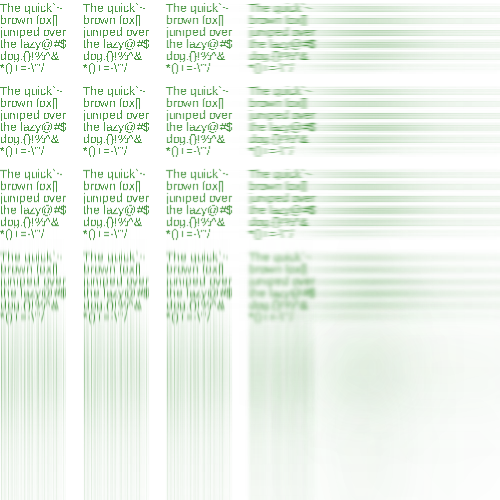 The quick`~ The quick`~ The quick`~ The quick`~
brown fox[] brown fox[] brown fox[] brown fox[]
jumped over jumped over jumped over jumped over
the lazy@#$ the lazy@#$ the lazy@#$ the lazy@#$
dog.{}!%^& dog.{}!%^& dog.{}!%^& dog.{}!%^&
*()+=-\'"/ *()+=-\'"/ *()+=-\'"/ *()+=-\'"/
The quick`~ The quick`~ The quick`~ The quick`~
brown fox[] brown fox[] brown fox[] brown fox[]
jumped over jumped over jumped over jumped over
the lazy@#$ the lazy@#$ the lazy@#$ the lazy@#$
dog.{}!%^& dog.{}!%^& dog.{}!%^& dog.{}!%^&
*()+=-\'"/ *()+=-\'"/ *()+=-\'"/ *()+=-\'"/
The quick`~ The quick`~ The quick`~ The quick`~
brown fox[] brown fox[] brown fox[] brown fox[]
jumped over jumped over jumped over jumped over
the lazy@#$ the lazy@#$ the lazy@#$ the lazy@#$
dog.{}!%^& dog.{}!%^& dog.{}!%^& dog.{}!%^&
*()+=-\'"/ *()+=-\'"/ *()+=-\'"/ *()+=-\'"/
The quick`~ The quick`~ The quick`~ The quick`~
brown fox[] brown fox[] brown fox[] brown fox[]
jumped over jumped over jumped over jumped over
the lazy@#$ the lazy@#$ the lazy@#$ the lazy@#$
dog.{}!%^& dog.{}!%^& dog.{}!%^& dog.{}!%^&
*()+=-\'"/ *()+=-\'"/ *()+=-\'"/ *()+=-\'"/